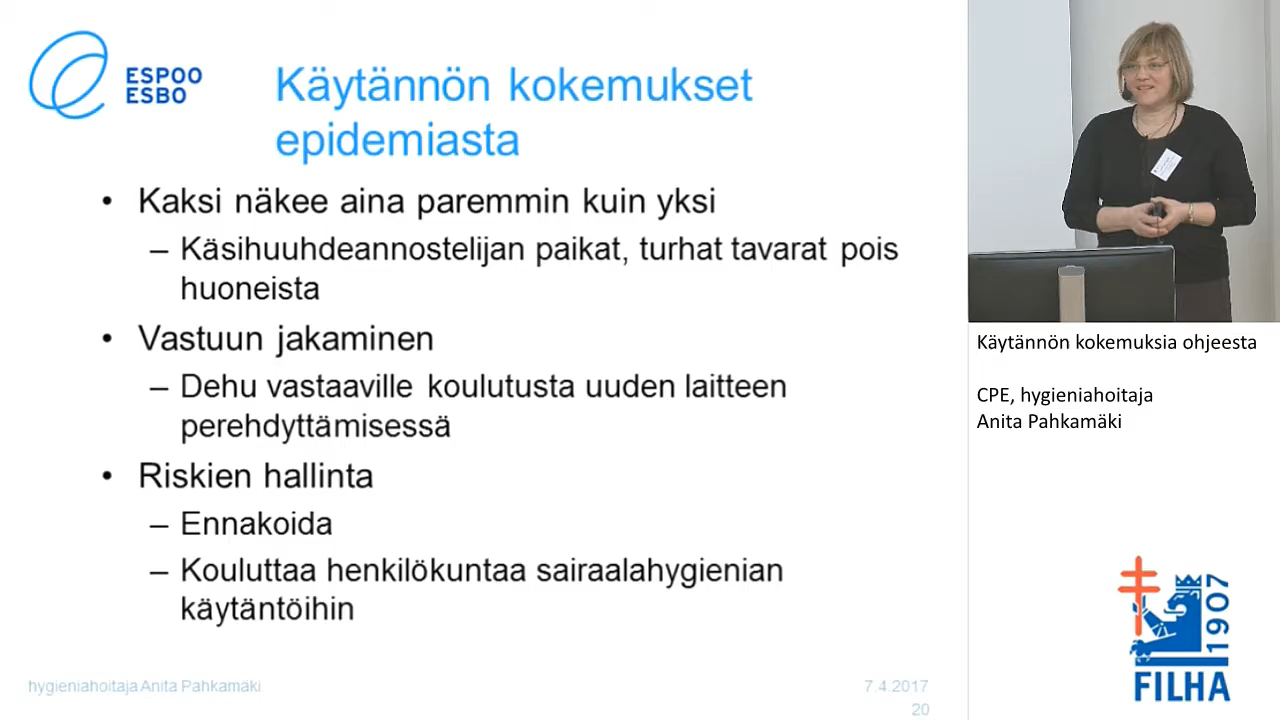 ESPOO
ESBO
Käytännön kokemukset
epidemiasta
• Kaksi näkee aina paremmin kuin yksi
– Käsihuuhdeannostelijan paikat, turhat tavarat pois
huoneista
• Vastuun jakaminen
– Dehu vastaaville koulutusta uuden laitteen
perehdyttämisessä
• Riskien hallinta
– Ennakoida
– Kouluttaa henkilökuntaa sairaalahygienian
käytäntöihin
hygieniahoitaja Anita Pahkamäki
7.4.2017
20
Käytännön kokemuksia ohjeesta
CPE, hygieniahoitaja
Anita Pahkamäki
1907
FILHA